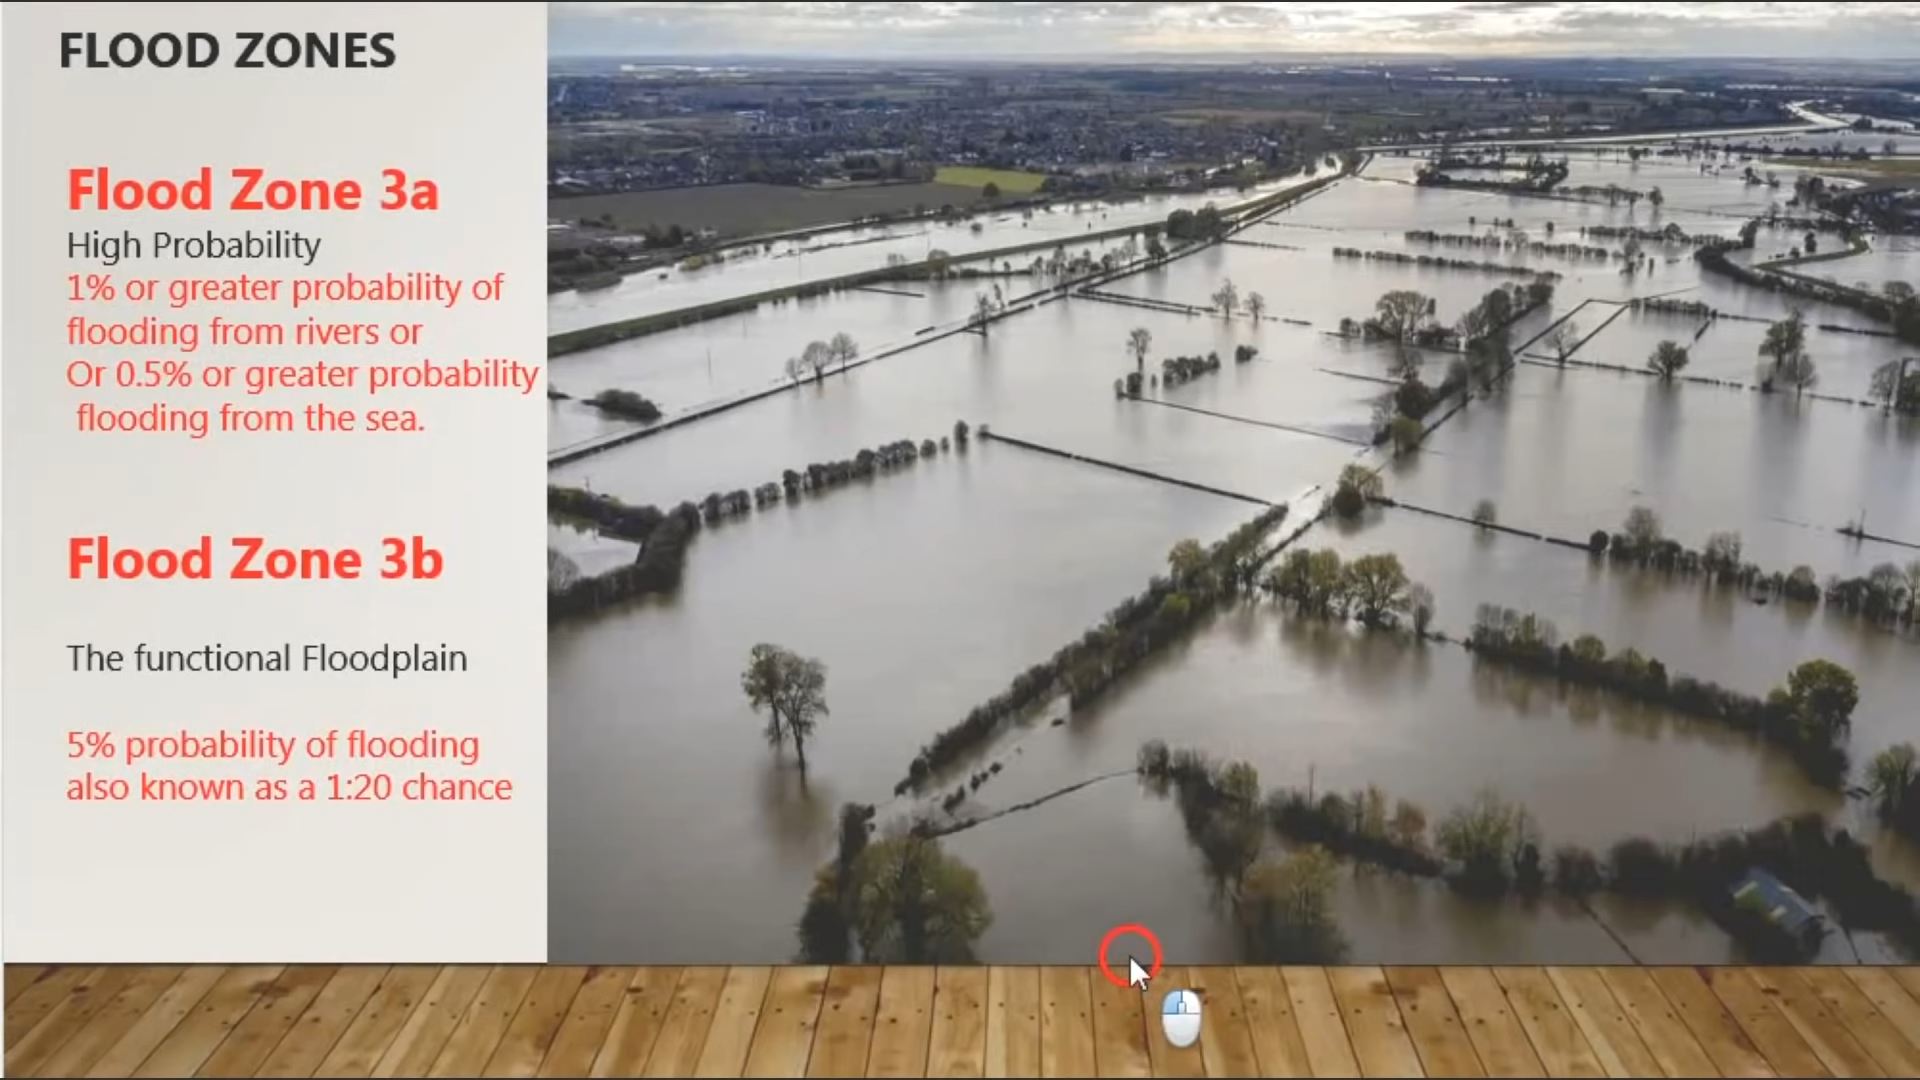 FLOOD ZONES
Flood Zone 3a
High Probability
1% or greater probability of
flooding from rivers or
Or 0.5% or greater probability
flooding from the sea.
Flood Zone 3b
The functional Floodplain
5% probability of flooding
also known as a 1:20 chance